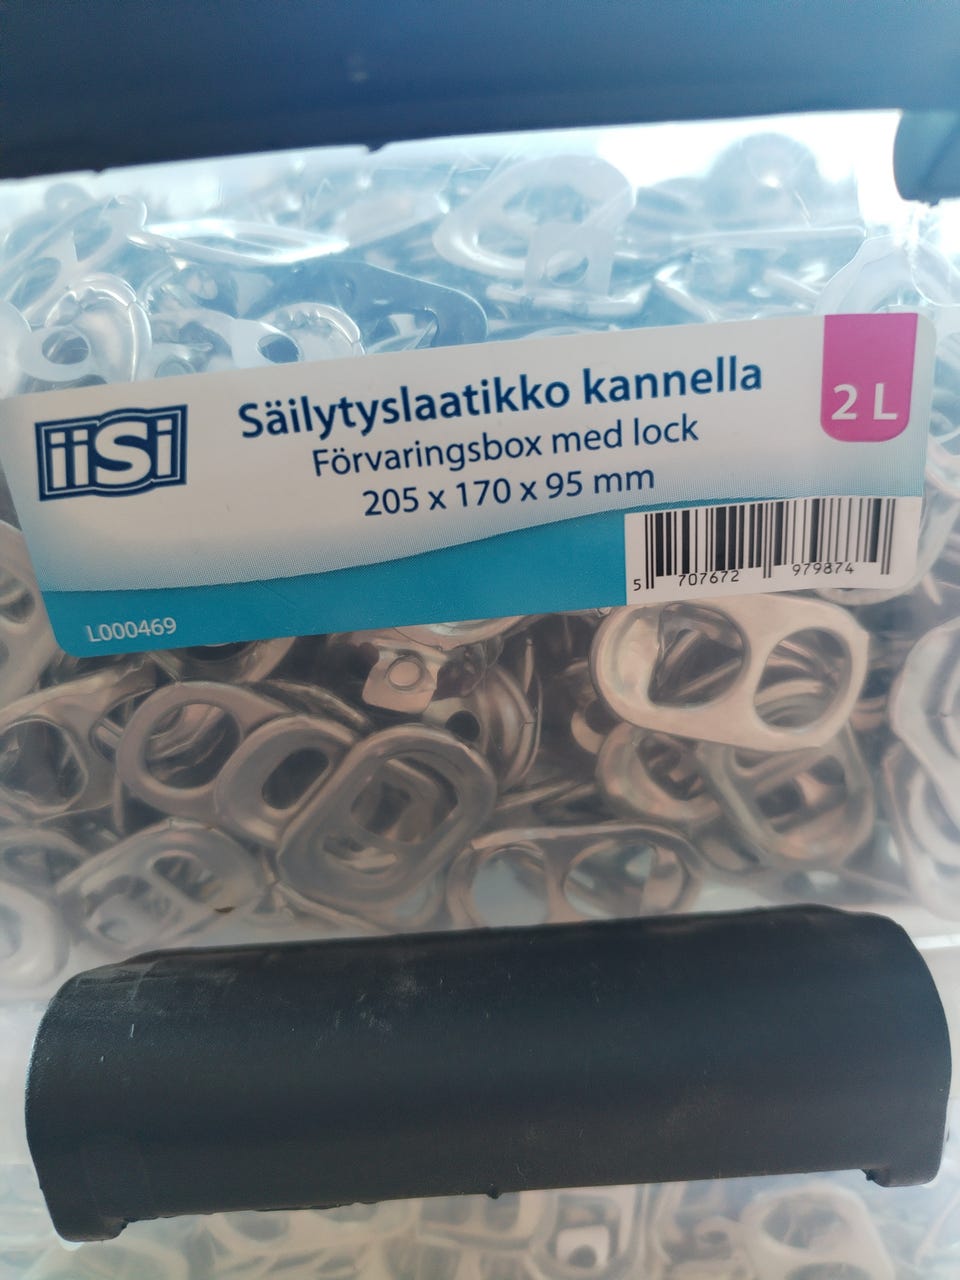 iiSi
Säilytyslaatikko kannella
Förvaringsbox med lock
205 x 170 x 95 mm
2 L
5 707672 979874
L000469